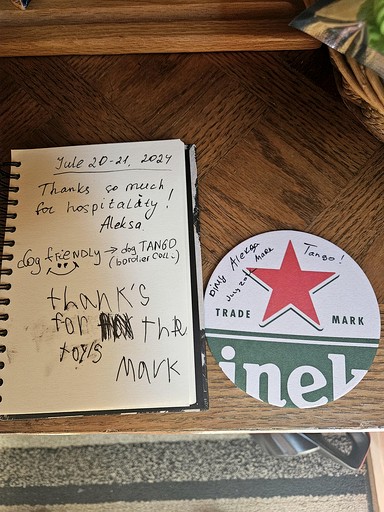 Jule 20-21, 2024
Thanks so much
for hospitality!
Aleksa
dog friendly → dog TANGO
(border coll.)
thank's
for the
toys
Mark
Aleksa
Mark
July
Tango!
TRADE MARK
inek